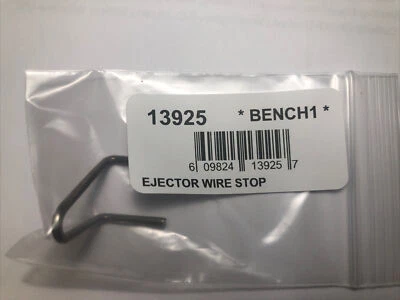 13925 * BENCH1 *
6 09824 13925 7
EJECTOR WIRE STOP